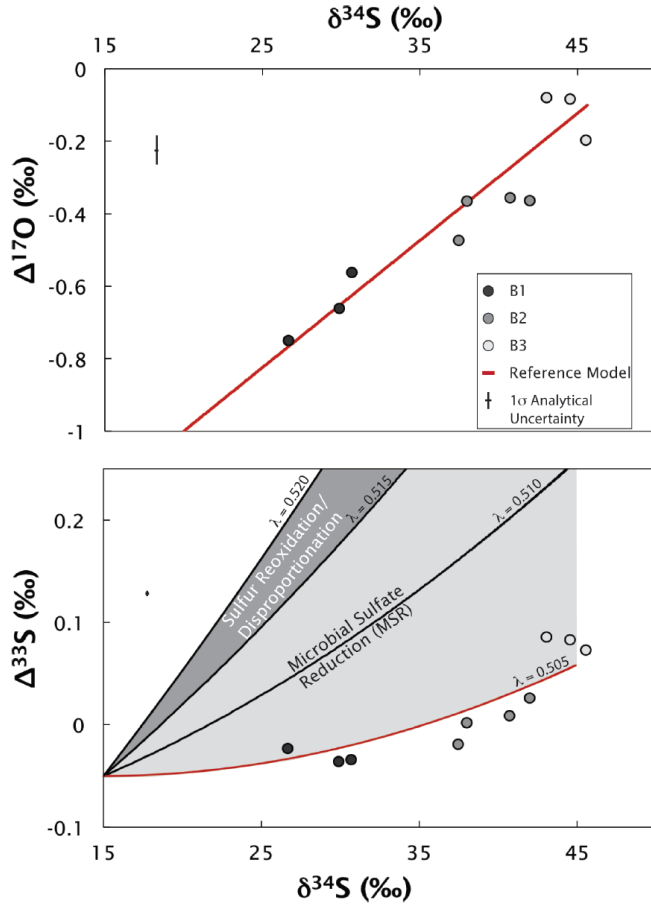 δ³⁴S (‰)
15 25 35 45
0
-0.2
-0.4
-0.6
-0.8
-1
Δ¹⁷O (‰)
B1
B2
B3
Reference Model
1σ Analytical
Uncertainty
0.2
0.1
0
-0.1
Δ³³S (‰)
λ = 0.520
λ = 0.515
λ = 0.510
λ = 0.505
Sulfur Reoxidation/
Disproportionation
Microbial Sulfate
Reduction (MSR)
15 25 35 45
δ³⁴S (‰)